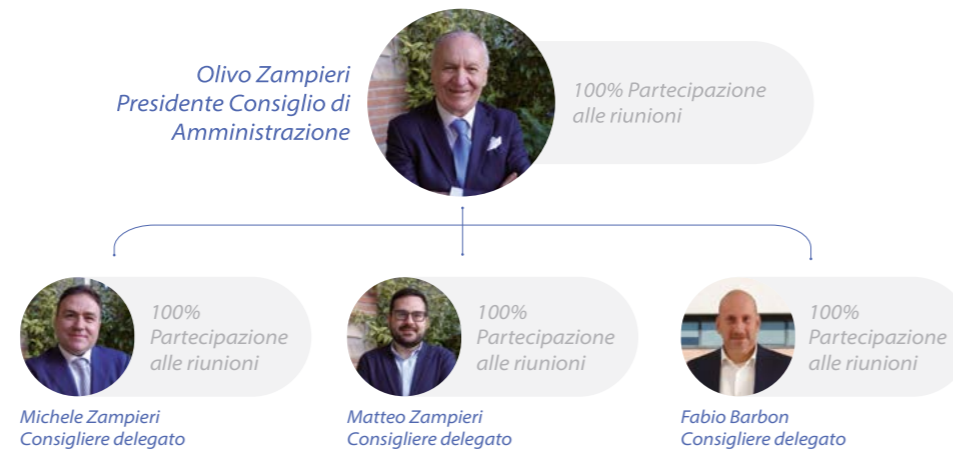 Olivo Zampieri
Presidente Consiglio di
Amministrazione
100% Partecipazione
alle riunioni
100%
Partecipazione
alle riunioni
Michele Zampieri
Consigliere delegato
100%
Partecipazione
alle riunioni
Matteo Zampieri
Consigliere delegato
100%
Partecipazione
alle riunioni
Fabio Barbon
Consigliere delegato